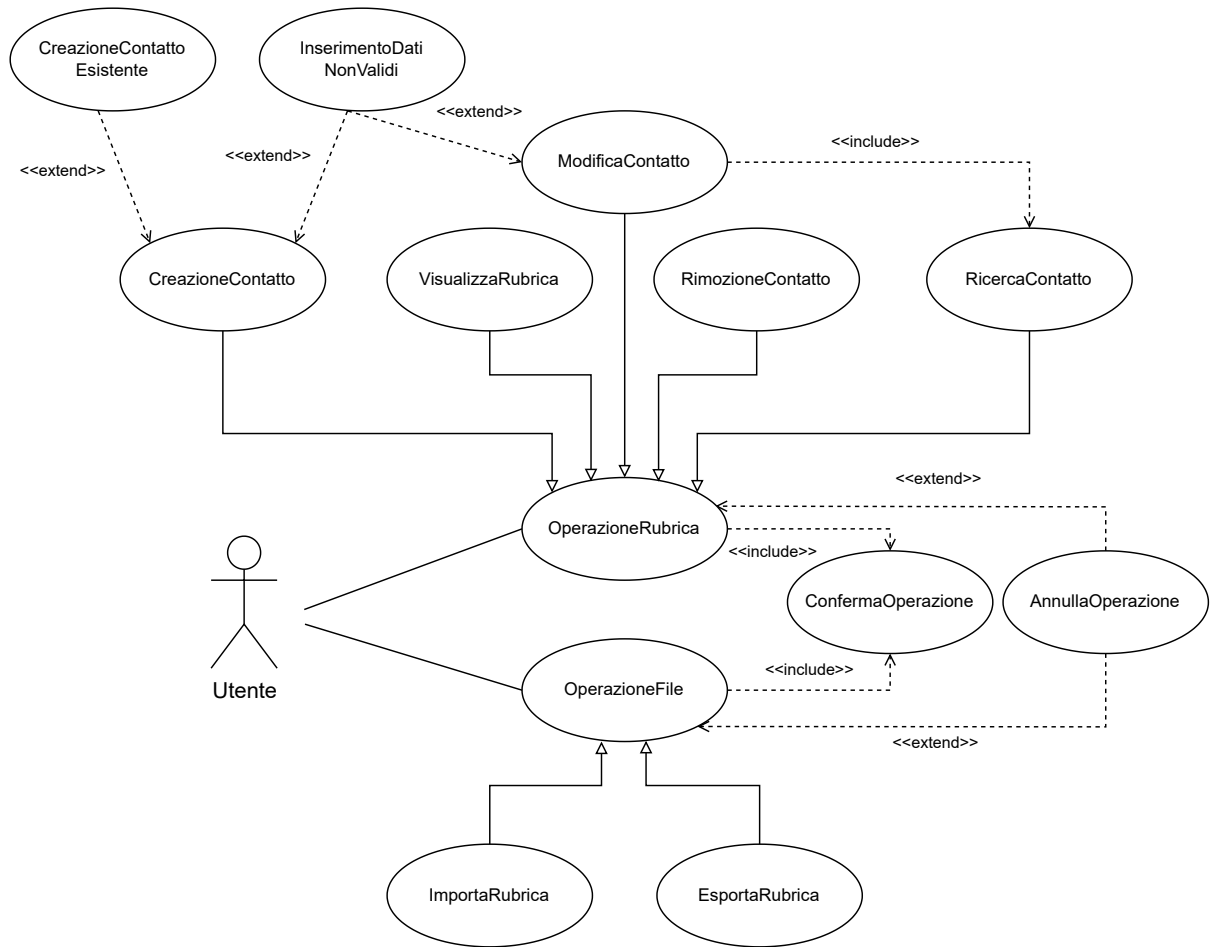 CreazioneContatto
Esistente
InserimentoDati
NonValidi
<<extend>>
<<extend>>
<<extend>>
ModificaContatto
<<include>>
CreazioneContatto
VisualizzaRubrica
RimozioneContatto
RicercaContatto
<<extend>>
OperazioneRubrica
<<include>>
ConfermaOperazione
AnnullaOperazione
Utente
<<include>>
OperazioneFile
<<extend>>
ImportaRubrica
EsportaRubrica